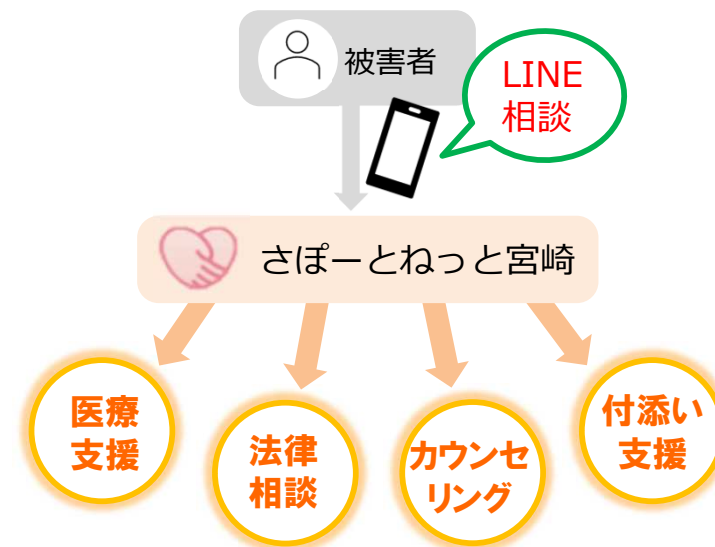 被害者
LINE
相談
さぽーとねっと宮崎
医療
支援
法律
相談
カウンセ
リング
付添い
支援